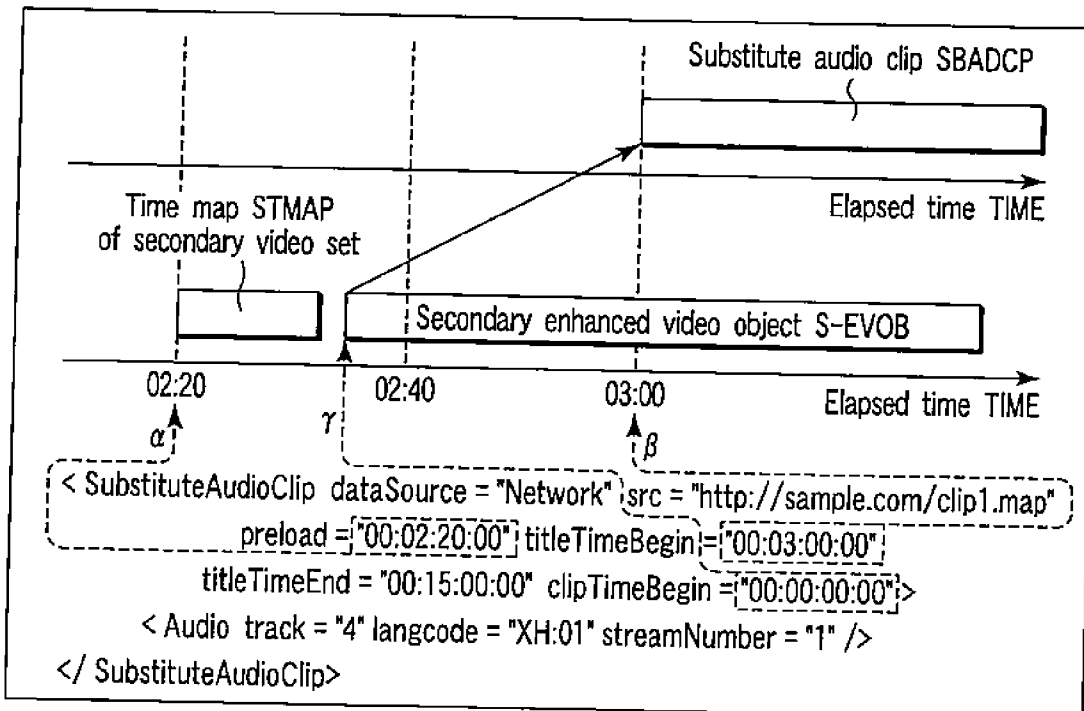 Substitute audio clip SBADCP
Elapsed time TIME
Time map STMAP
of secondary video set
Secondary enhanced video object S-EVOB
02:20
02:40
03:00
Elapsed time TIME
α
γ
β
< SubstituteAudioClip dataSource = "Network" src = "http://sample.com/clip1.map"
preload = "00:02:20:00" titleTimeBegin = "00:03:00:00"
titleTimeEnd = "00:15:00:00" clipTimeBegin = "00:00:00:00">
< Audio track = "4" langcode = "XH:01" streamNumber = "1" />
</ SubstituteAudioClip>